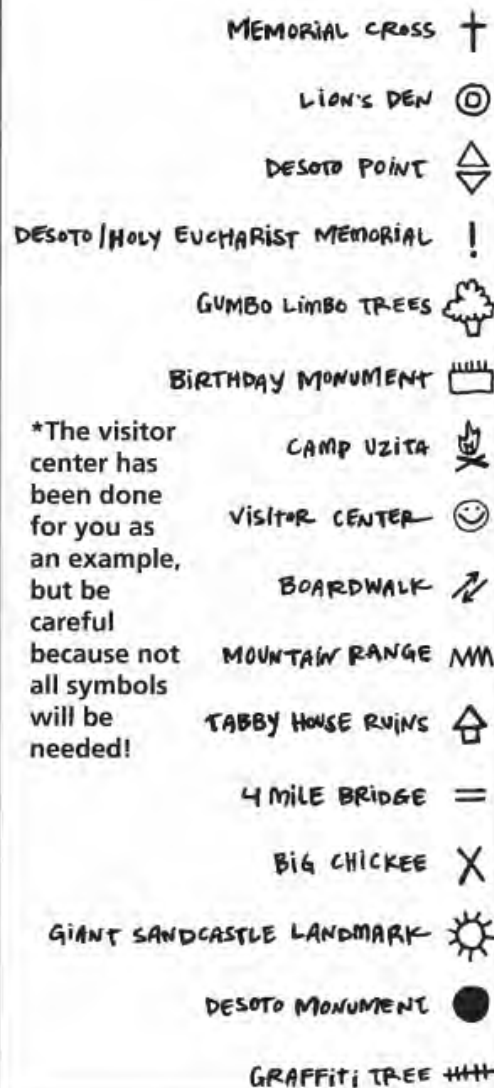 MEMORIAL CROSS
LION'S DEN
DESOTO POINT
DESOTO/HOLY EUCHARIST MEMORIAL
GUMBO LIMBO TREES
BIRTHDAY MONUMENT
*The visitor
center has
been done
for you as
an example,
but be
careful
because not
all symbols
will be
needed!
CAMP UZITA
VISITOR CENTER
BOARDWALK
MOUNTAIN RANGE
TABBY HOUSE RUINS
4 MILE BRIDGE
BIG CHICKEE
GIANT SANDCASTLE LANDMARK
DESOTO MONUMENT
GRAFFITI TREE